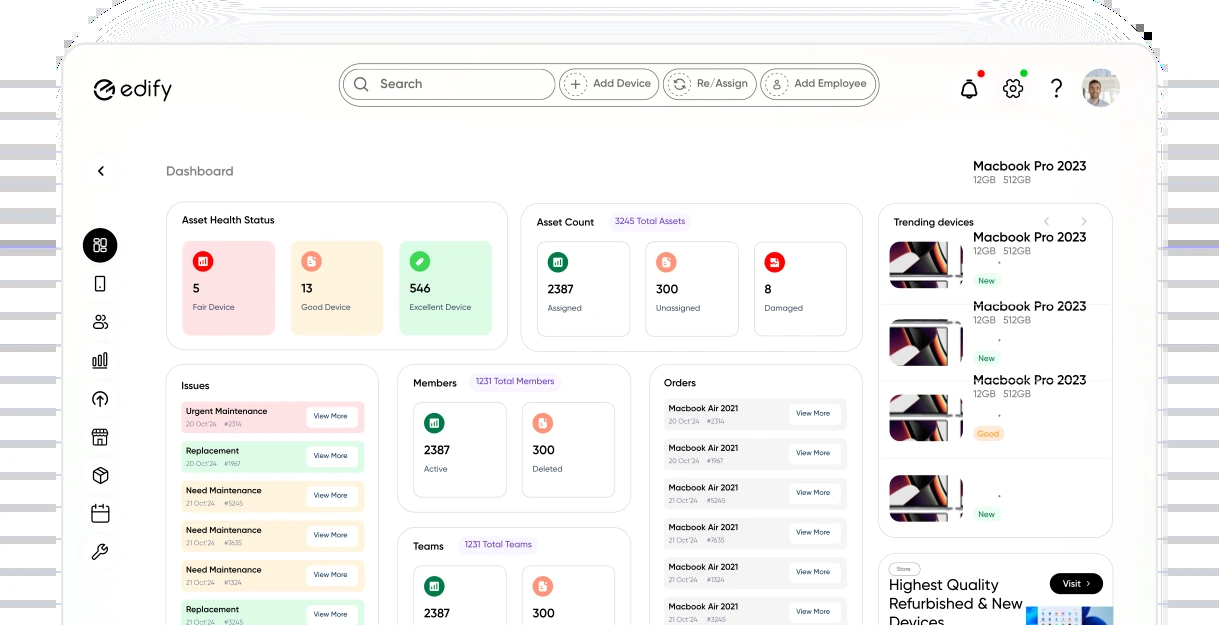 edify
Search
Add Device
Re/Assign
Add Employee
Dashboard
Macbook Pro 2023
12GB 512GB
Asset Health Status
5
Fair Device
13
Good Device
546
Excellent Device
Asset Count
3245 Total Assets
2387
Assigned
300
Unassigned
8
Damaged
Trending devices
Macbook Pro 2023
12GB 512GB
New
Macbook Pro 2023
12GB 512GB
New
Macbook Pro 2023
12GB 512GB
Good
New
Issues
Urgent Maintenance
20 Oct'24 #2314
View More
Replacement
20 Oct'24 #1967
View More
Need Maintenance
21 Oct'24 #5245
View More
Need Maintenance
21 Oct'24 #7635
View More
Need Maintenance
21 Oct'24 #1324
View More
Replacement
21 Oct'24 #3245
View More
Members
1231 Total Members
2387
Active
300
Deleted
Teams
1231 Total Teams
2387
300
Orders
Macbook Air 2021
20 Oct'24 #2314
View More
Macbook Air 2021
20 Oct'24 #1967
View More
Macbook Air 2021
21 Oct'24 #5245
View More
Macbook Air 2021
21 Oct'24 #7635
View More
Macbook Air 2021
21 Oct'24 #1324
View More
Macbook Air 2021
21 Oct'24 #3245
View More
Store
Highest Quality
Refurbished & New
Devices
Visit